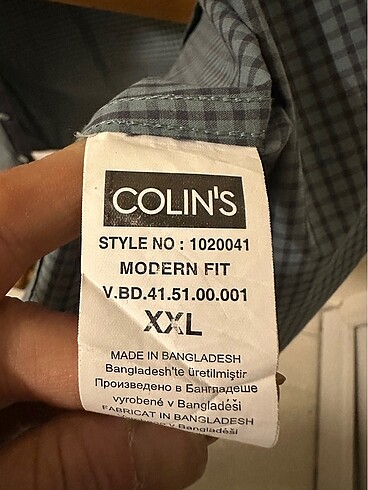 COLIN'S
STYLE NO : 1020041
MODERN FIT
V.BD.41.51.00.001
XXL
MADE IN BANGLADESH
Bangladesh'te üretilmiştir
Произведено в Бангладеше
vyrobené v Bangladéši
FABRICAT IN BANGLADESH
v Bangladéši